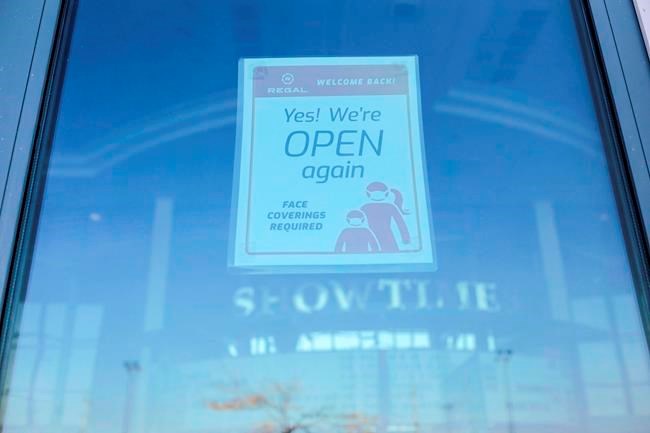 REGAL WELCOME BACK!
Yes! We're
OPEN
again
FACE
COVERINGS
REQUIRED
SHOWTIME